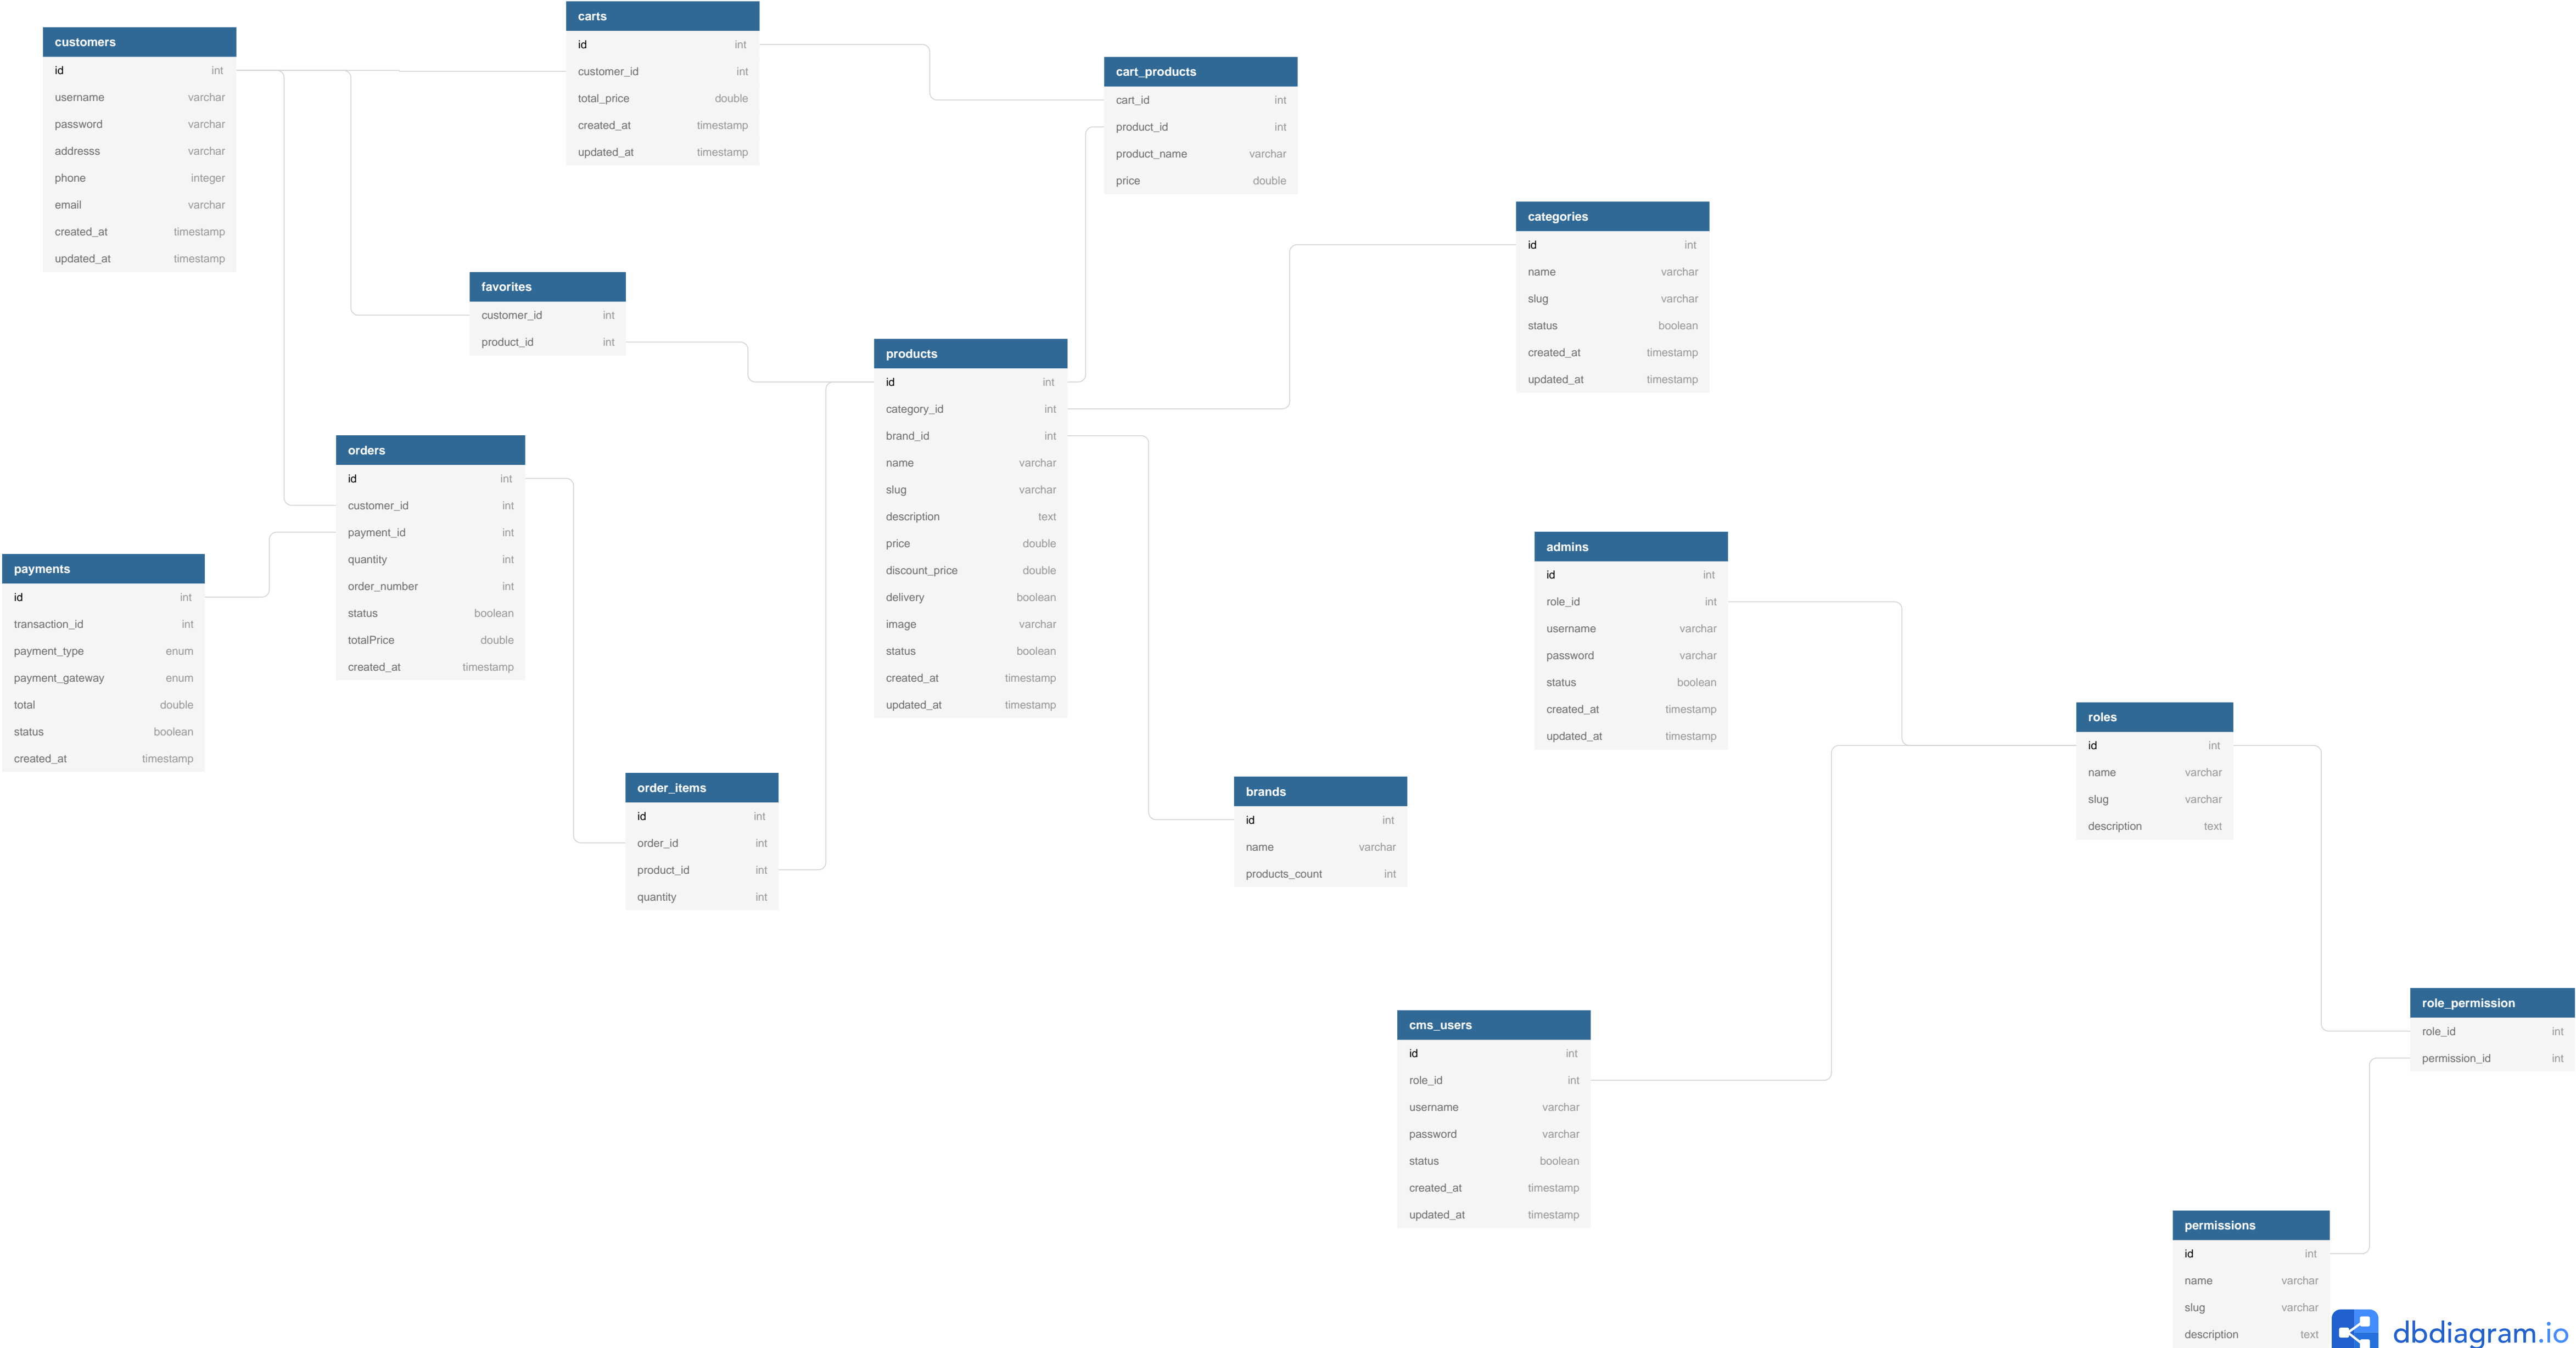 customers
id int
username varchar
password varchar
addresss varchar
phone integer
email varchar
created_at timestamp
updated_at timestamp
carts
id int
customer_id int
total_price double
created_at timestamp
updated_at timestamp
cart_products
cart_id int
product_id int
product_name varchar
price double
categories
id int
name varchar
slug varchar
status boolean
created_at timestamp
updated_at timestamp
favorites
customer_id int
product_id int
products
id int
category_id int
brand_id int
name varchar
slug varchar
description text
price double
discount_price double
delivery boolean
image varchar
status boolean
created_at timestamp
updated_at timestamp
orders
id int
customer_id int
payment_id int
quantity int
order_number int
status boolean
totalPrice double
created_at timestamp
payments
id int
transaction_id int
payment_type enum
payment_gateway enum
total double
status boolean
created_at timestamp
admins
id int
role_id int
username varchar
password varchar
status boolean
created_at timestamp
updated_at timestamp
order_items
id int
order_id int
product_id int
quantity int
brands
id int
name varchar
products_count int
roles
id int
name varchar
slug varchar
description text
cms_users
id int
role_id int
username varchar
password varchar
status boolean
created_at timestamp
updated_at timestamp
role_permission
role_id int
permission_id int
permissions
id int
name varchar
slug varchar
description text
dbdiagram.io